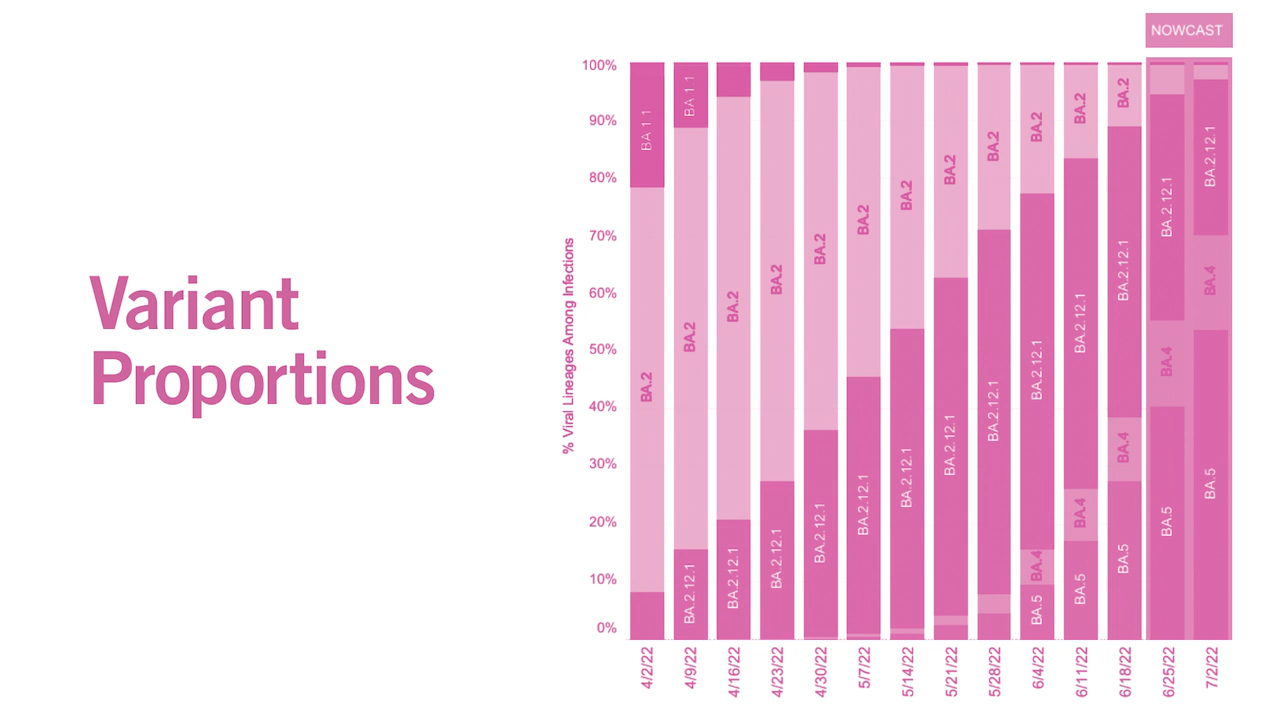 Variant
Proportions
NOWCAST
% Viral Lineages Among Infections
100%
90%
80%
70%
60%
50%
40%
30%
20%
10%
0%
BA 1 1
BA.2
BA 1 1
BA.2
BA.2.12.1
BA.2
BA.2.12.1
BA.2
BA.2.12.1
BA.2
BA.2.12.1
BA.2
BA.2.12.1
BA.2
BA.2.12.1
BA.2
BA.2.12.1
BA.2
BA.2.12.1
BA.2
BA.2.12.1
BA.4
BA.5
BA.2
BA.2.12.1
BA.4
BA.5
BA.2
BA.2.12.1
BA.4
BA.5
BA.2.12.1
BA.4
BA.5
BA.2.12.1
BA.4
BA.5
4/2/22
4/9/22
4/16/22
4/23/22
4/30/22
5/7/22
5/14/22
5/21/22
5/28/22
6/4/22
6/11/22
6/18/22
6/25/22
7/2/22